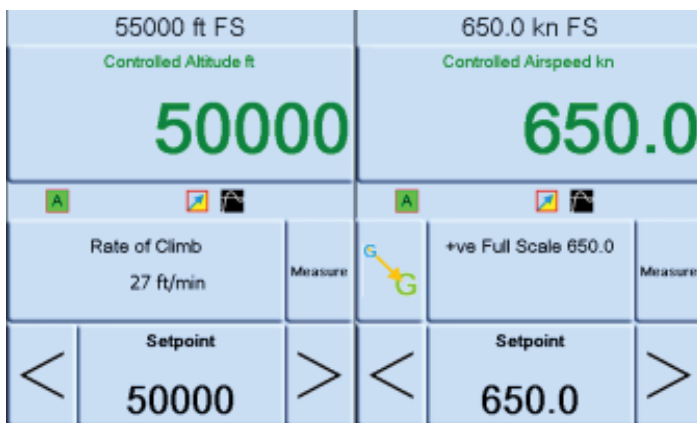 55000 ft FS
650.0 kn FS
Controlled Altitude ft
Controlled Airspeed kn
50000
650.0
A
A
Rate of Climb
27 ft/min
Measure
G
G
+ve Full Scale 650.0
Measure
<
Setpoint
50000
>
<
Setpoint
650.0
>